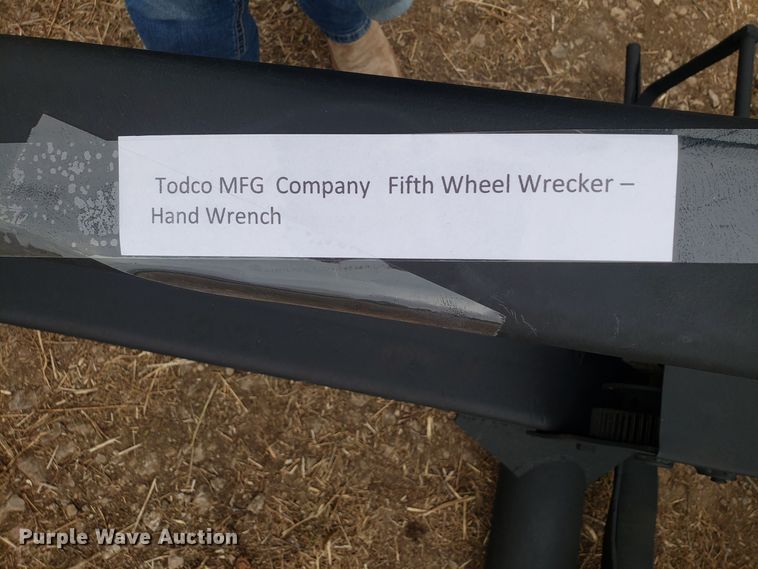 Todco MFG Company Fifth Wheel Wrecker –
Hand Wrench
Purple Wave Auction